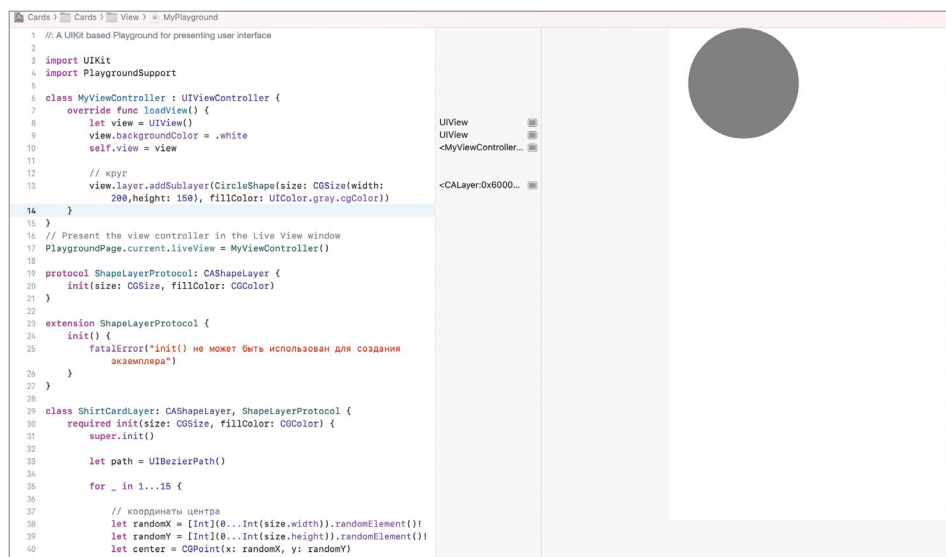 Cards > Cards > View > MyPlayground
1 //: A UIKit based Playground for presenting user interface
2
3 import UIKit
4 import PlaygroundSupport
5
6 class MyViewController : UIViewController {
7 override func loadView() {
8 let view = UIView()
UIView
9 view.backgroundColor = .white
UIView
10 self.view = view
<MyViewController...
11
12 // круг
13 view.layer.addSublayer(CircleShape(size: CGSize(width:
<CALayer:0x6000...
200,height: 150), fillColor: UIColor.gray.cgColor))
14 }
15 }
16 // Present the view controller in the Live View window
17 PlaygroundPage.current.liveView = MyViewController()
18
19 protocol ShapeLayerProtocol: CAShapeLayer {
20 init(size: CGSize, fillColor: CGColor)
21 }
22
23 extension ShapeLayerProtocol {
24 init() {
25 fatalError("init() не может быть использован для создания
экземпляра")
26 }
27 }
28
29 class ShirtCardLayer: CAShapeLayer, ShapeLayerProtocol {
30 required init(size: CGSize, fillColor: CGColor) {
31 super.init()
32
33 let path = UIBezierPath()
34
35 for _ in 1...15 {
36
37 // координаты центра
38 let randomX = [Int](0...Int(size.width)).randomElement()!
39 let randomY = [Int](0...Int(size.height)).randomElement()!
40 let center = CGPoint(x: randomX, y: randomY)